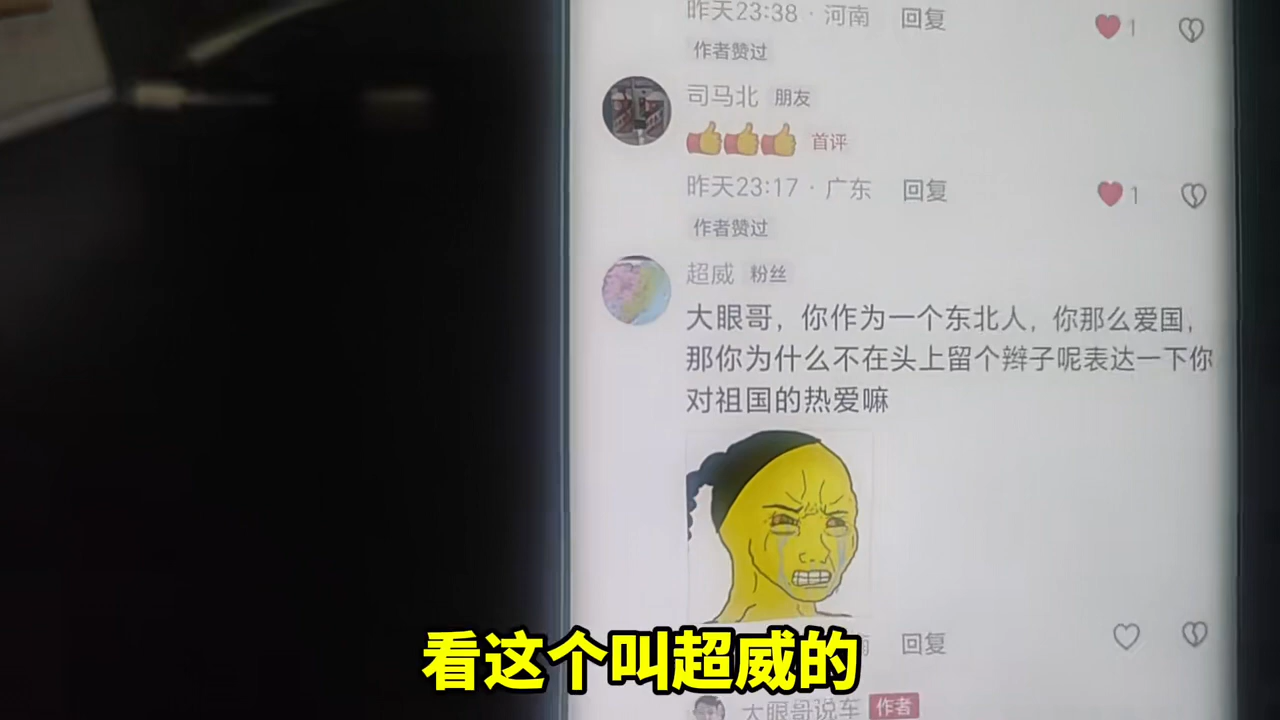 昨天23:38 · 河南 回复 1
作者赞过
司马北 朋友
首评
昨天23:17 · 广东 回复 1
作者赞过
超威 粉丝
大眼哥，你作为一个东北人，你那么爱国，
那你为什么不在头上留个辫子呢表达一下你
对祖国的热爱嘛
回复
看这个叫超威的
大眼哥说车 作者